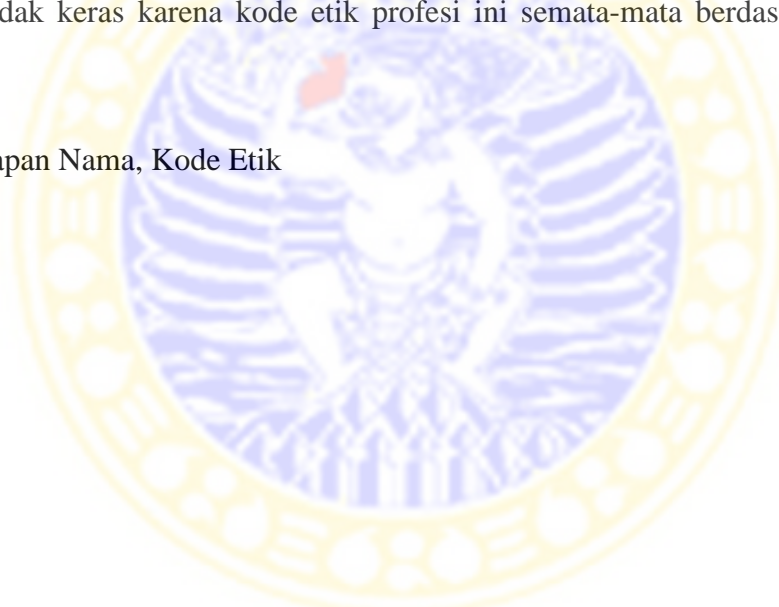 dak keras karena kode etik profesi ini semata-mata berdas
apan Nama, Kode Etik